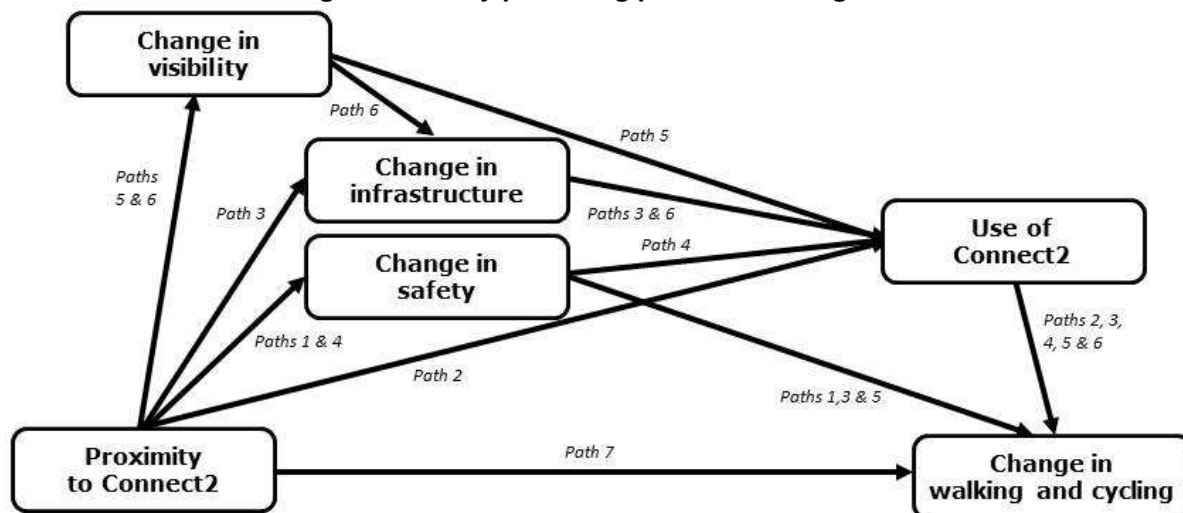 Change in
visibility
Path 6
Path 5
Change in
infrastructure
Paths
5 & 6
Path 3
Paths 3 & 6
Use of
Connect2
Change in
safety
Path 4
Paths 1 & 4
Paths 2, 3,
4, 5 & 6
Path 2
Paths 1,3 & 5
Proximity
to Connect2
Path 7
Change in
walking and cycling